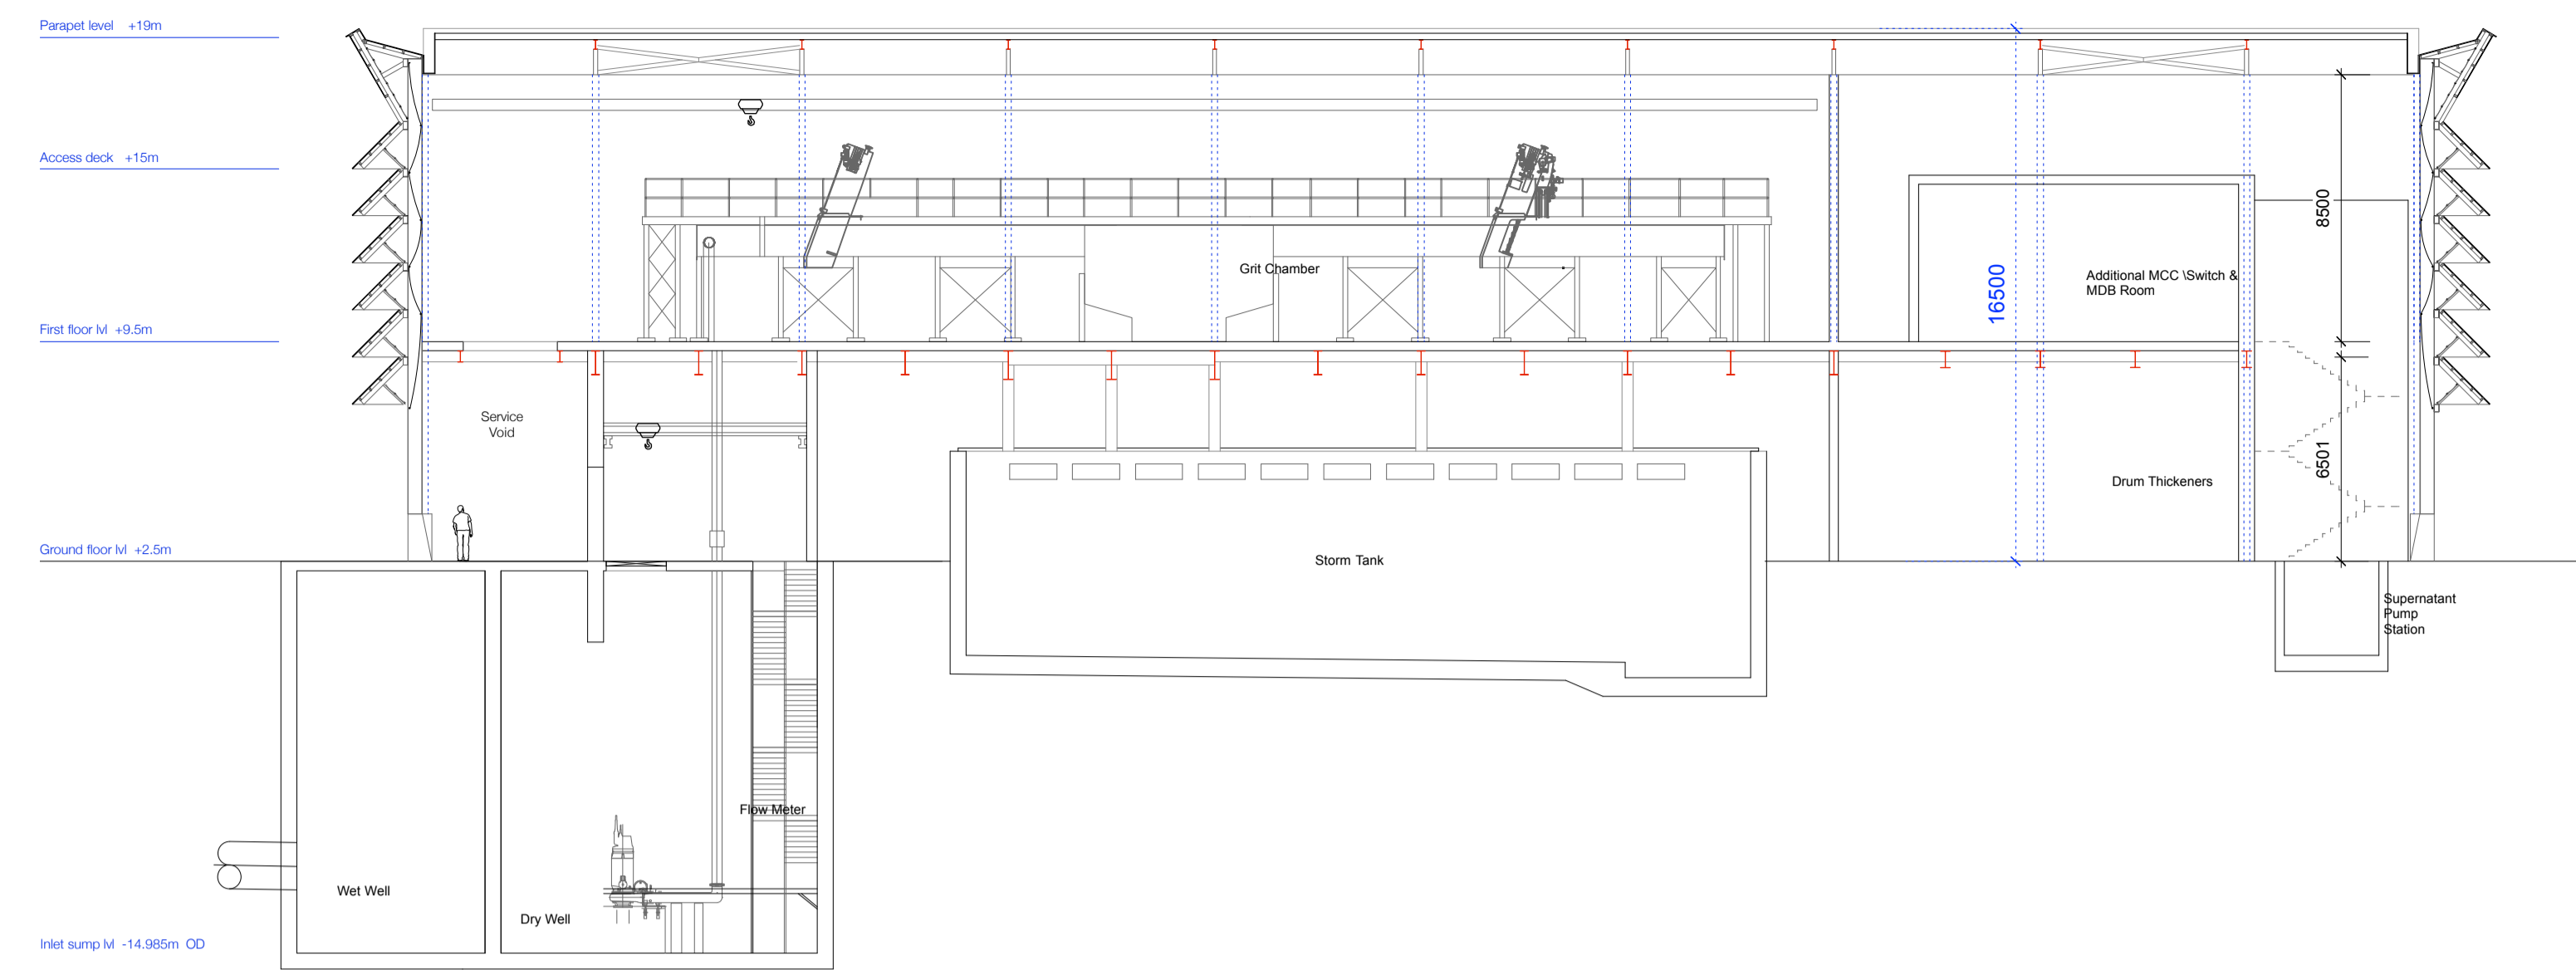 Parapet level +19m
Access deck +15m
8500
Grit Chamber
Additional MCC \Switch &
MDB Room
16500
First floor lvl +9.5m
Service
Void
6501
Drum Thickeners
Ground floor lvl +2.5m
Storm Tank
Supernatant
Pump
Station
Flow Meter
Wet Well
Dry Well
Inlet sump lvl -14.985m OD